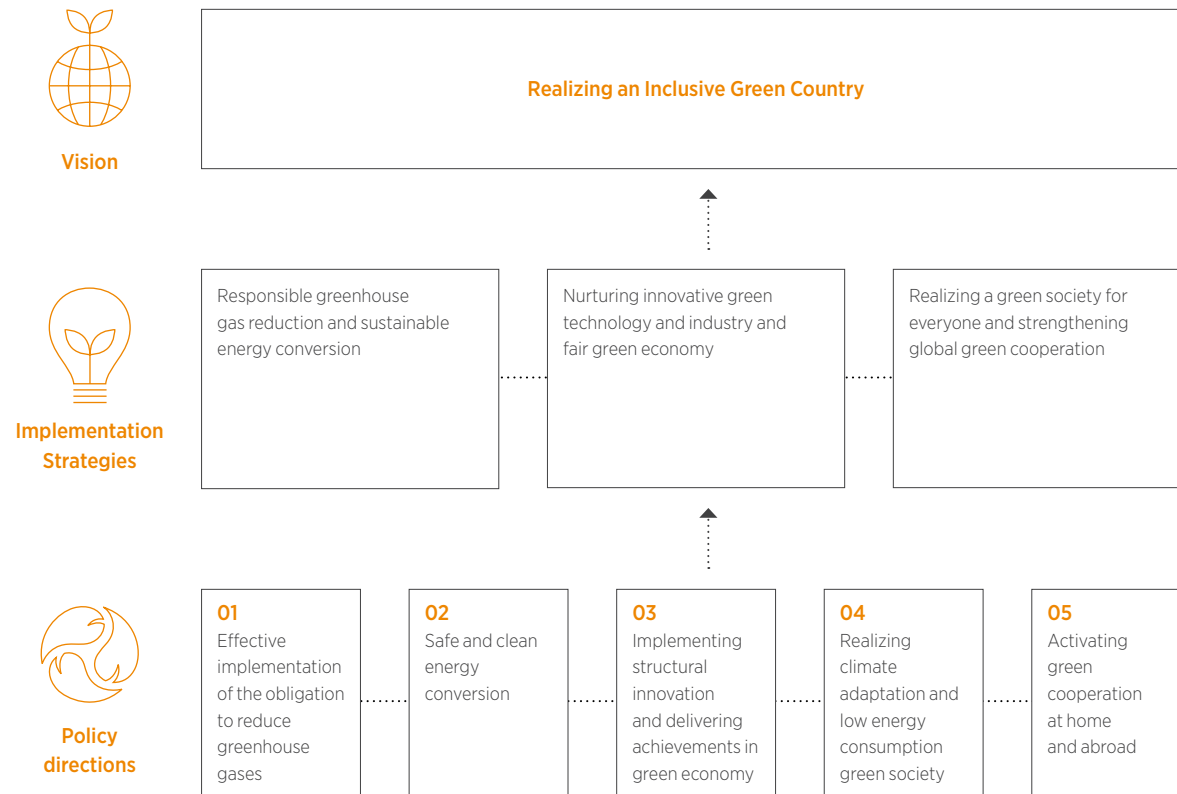 Realizing an Inclusive Green Country
Vision
Responsible greenhouse
gas reduction and sustainable
energy conversion
Nurturing innovative green
technology and industry and
fair green economy
Realizing a green society for
everyone and strengthening
global green cooperation
Implementation
Strategies
01
Effective
implementation
of the obligation
to reduce
greenhouse
gases
02
Safe and clean
energy
conversion
03
Implementing
structural
innovation
and delivering
achievements in
green economy
04
Realizing
climate
adaptation and
low energy
consumption
green society
05
Activating
green
cooperation
at home
and abroad
Policy
directions